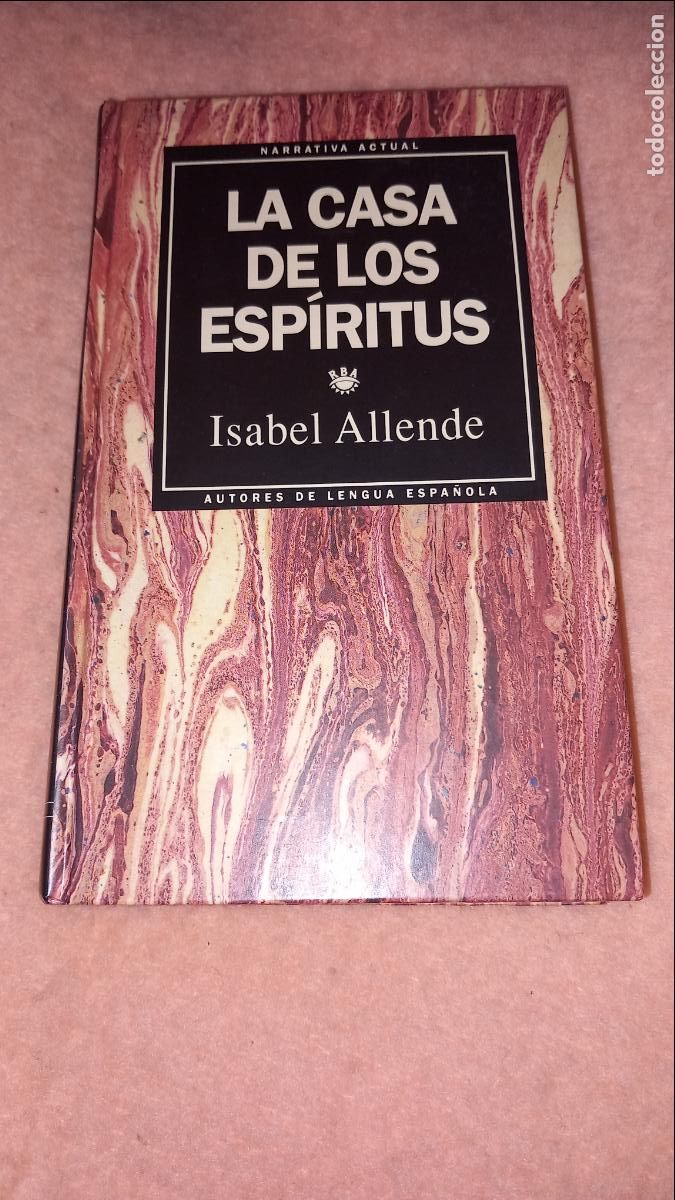 NARRATIVA ACTUAL
LA CASA
DE LOS
ESPÍRITUS
RBA
Isabel Allende
AUTORES DE LENGUA ESPAÑOLA
todocoleccion